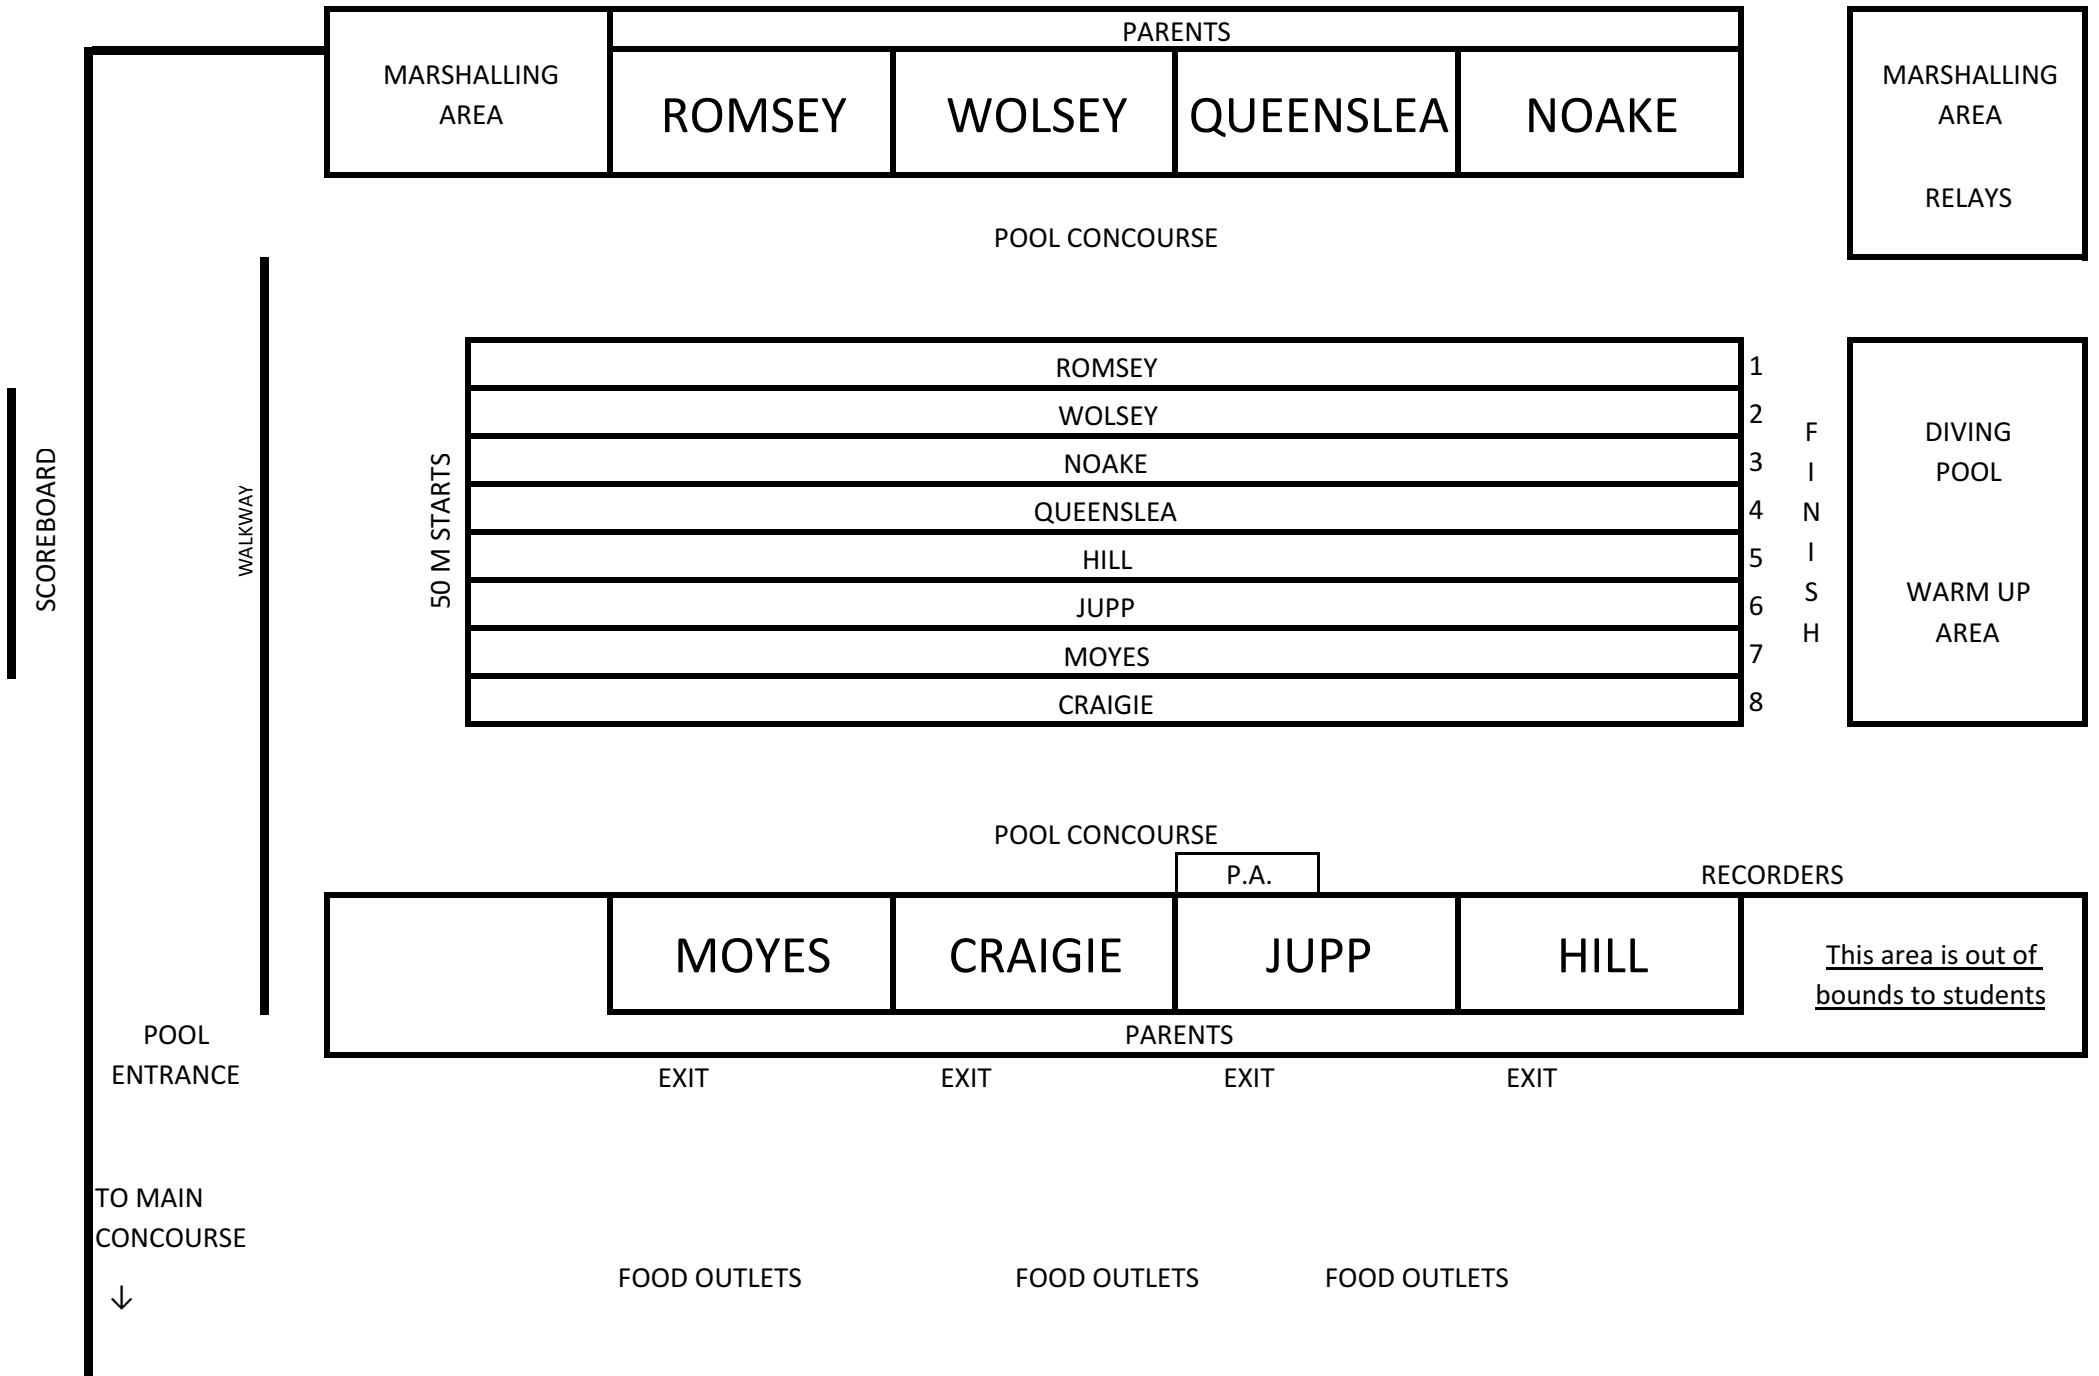 PARENTS
MARSHALLING
AREA
ROMSEY
WOLSEY
QUEENSLEA
NOAKE
MARSHALLING
AREA
RELAYS
POOL CONCOURSE
SCOREBOARD
WALKWAY
50 M STARTS
ROMSEY 1
WOLSEY 2
NOAKE 3
QUEENSLEA 4
HILL 5
JUPP 6
MOYES 7
CRAIGIE 8
F
I
N
I
S
H
DIVING
POOL
WARM UP
AREA
POOL CONCOURSE
P.A.
RECORDERS
MOYES
CRAIGIE
JUPP
HILL
This area is out of
bounds to students
PARENTS
POOL
ENTRANCE
EXIT
EXIT
EXIT
EXIT
TO MAIN
CONCOURSE
↓
FOOD OUTLETS
FOOD OUTLETS
FOOD OUTLETS